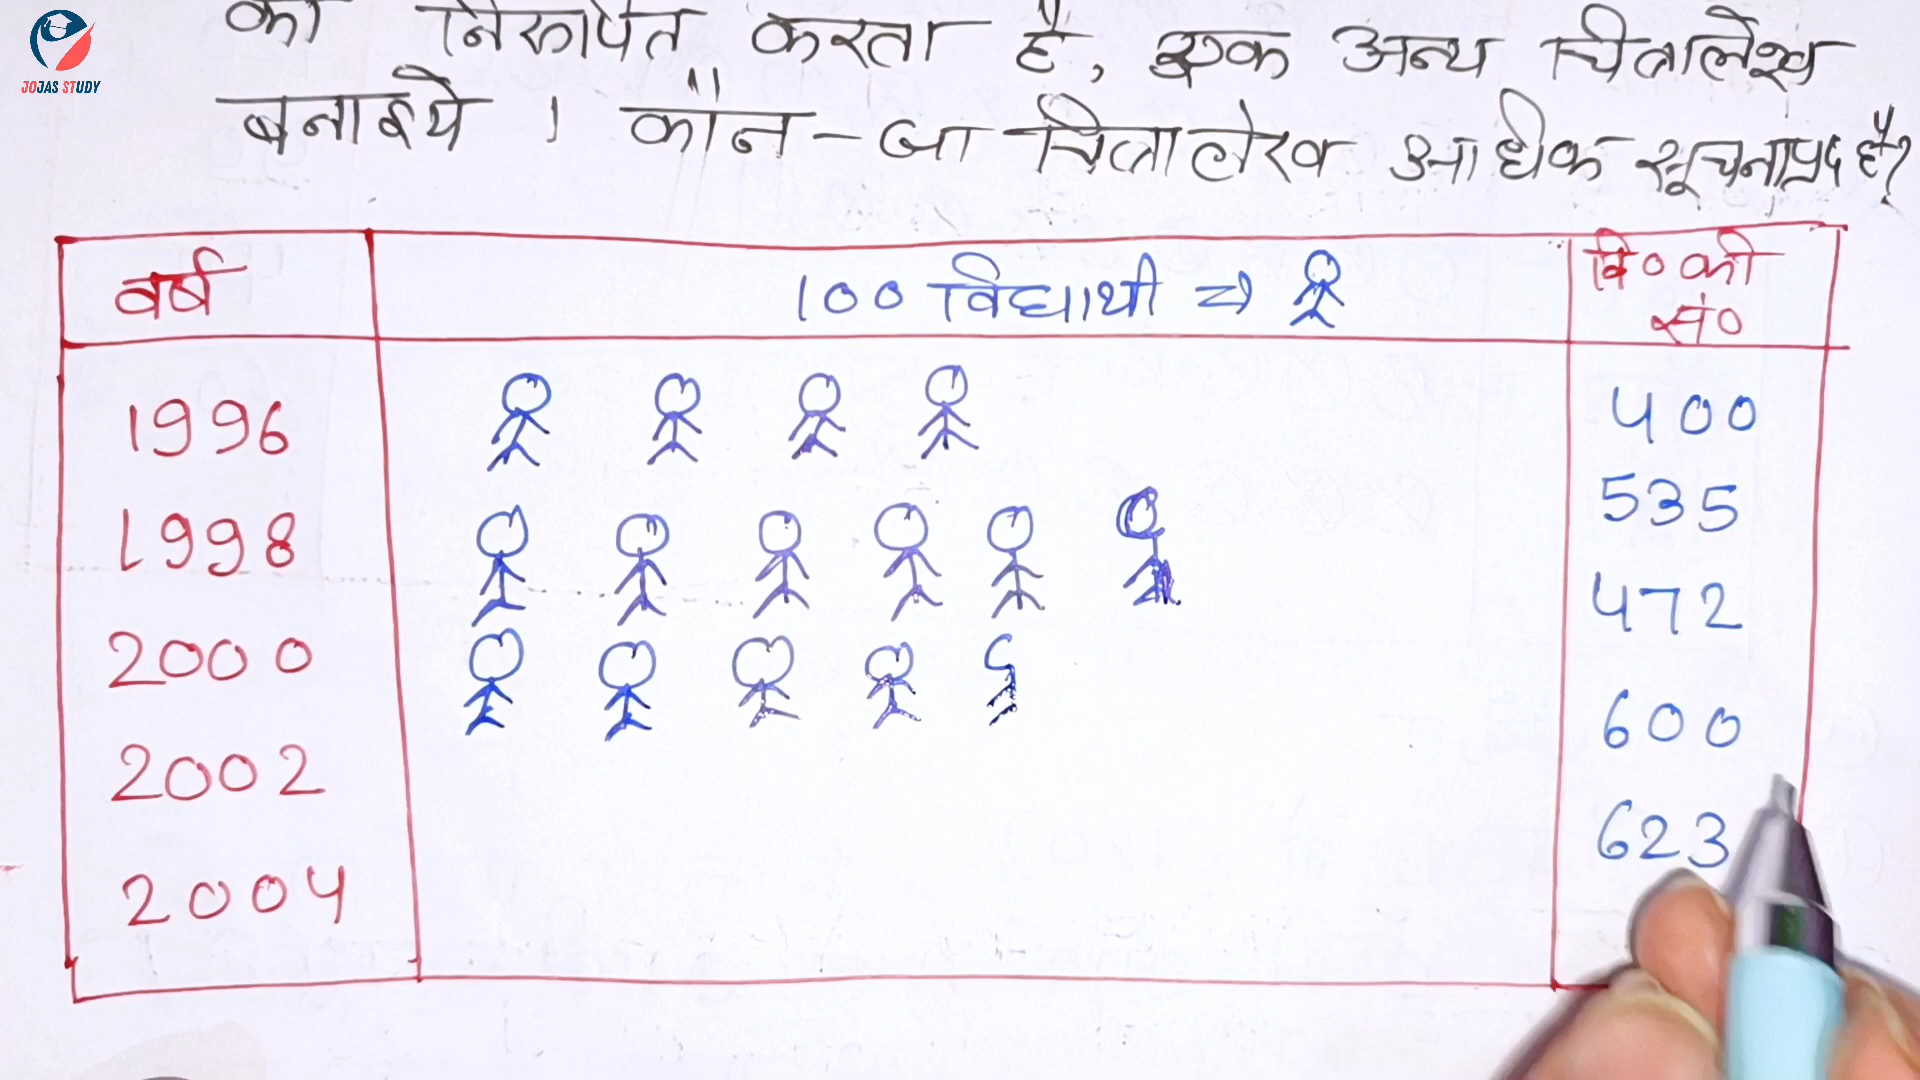 को निरूपित करता है, एक अन्य चित्रालेख
बनाइये । कौन-सा चित्रालेख अधिक सूचनाप्रद है?
JOJAS STUDY
वर्ष 100 विद्यार्थी ⇒ वि० की सं०
1996 400
1998 535
2000 472
2002 600
2004 623